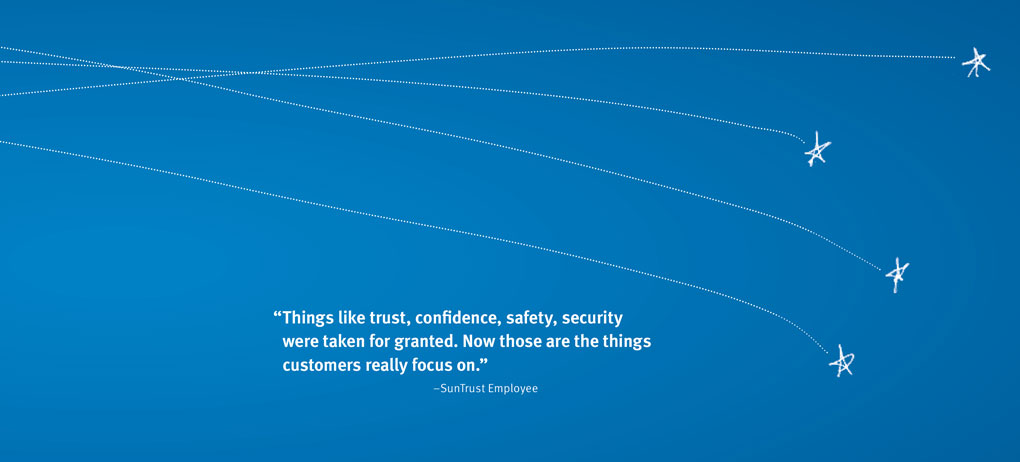 “Things like trust, confidence, safety, security
were taken for granted. Now those are the things
customers really focus on.”
–SunTrust Employee